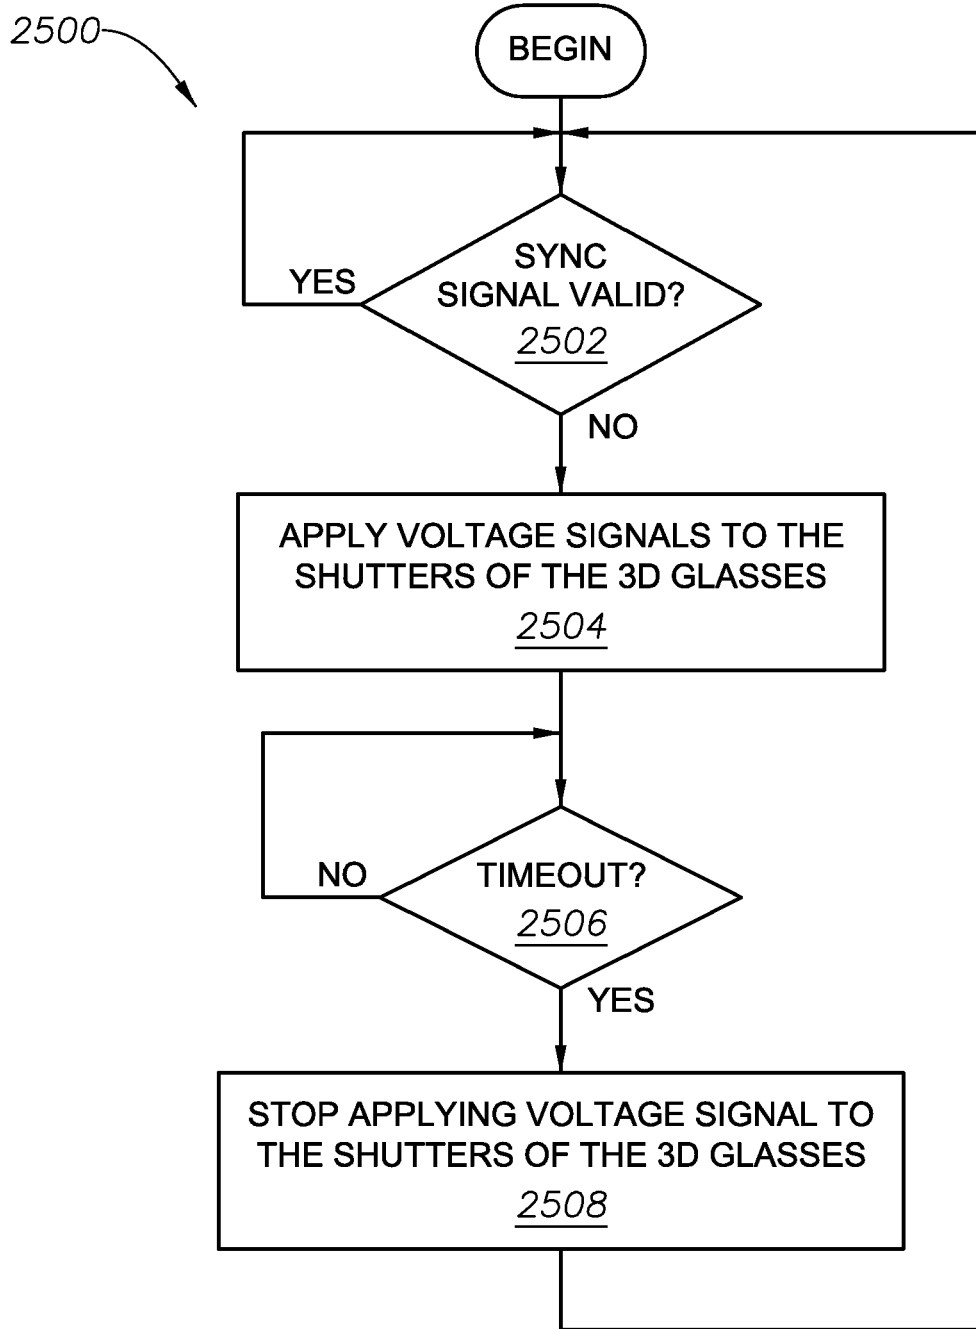 2500
BEGIN
SYNC
SIGNAL VALID?
2502
YES
NO
APPLY VOLTAGE SIGNALS TO THE
SHUTTERS OF THE 3D GLASSES
2504
TIMEOUT?
2506
NO
YES
STOP APPLYING VOLTAGE SIGNAL TO
THE SHUTTERS OF THE 3D GLASSES
2508